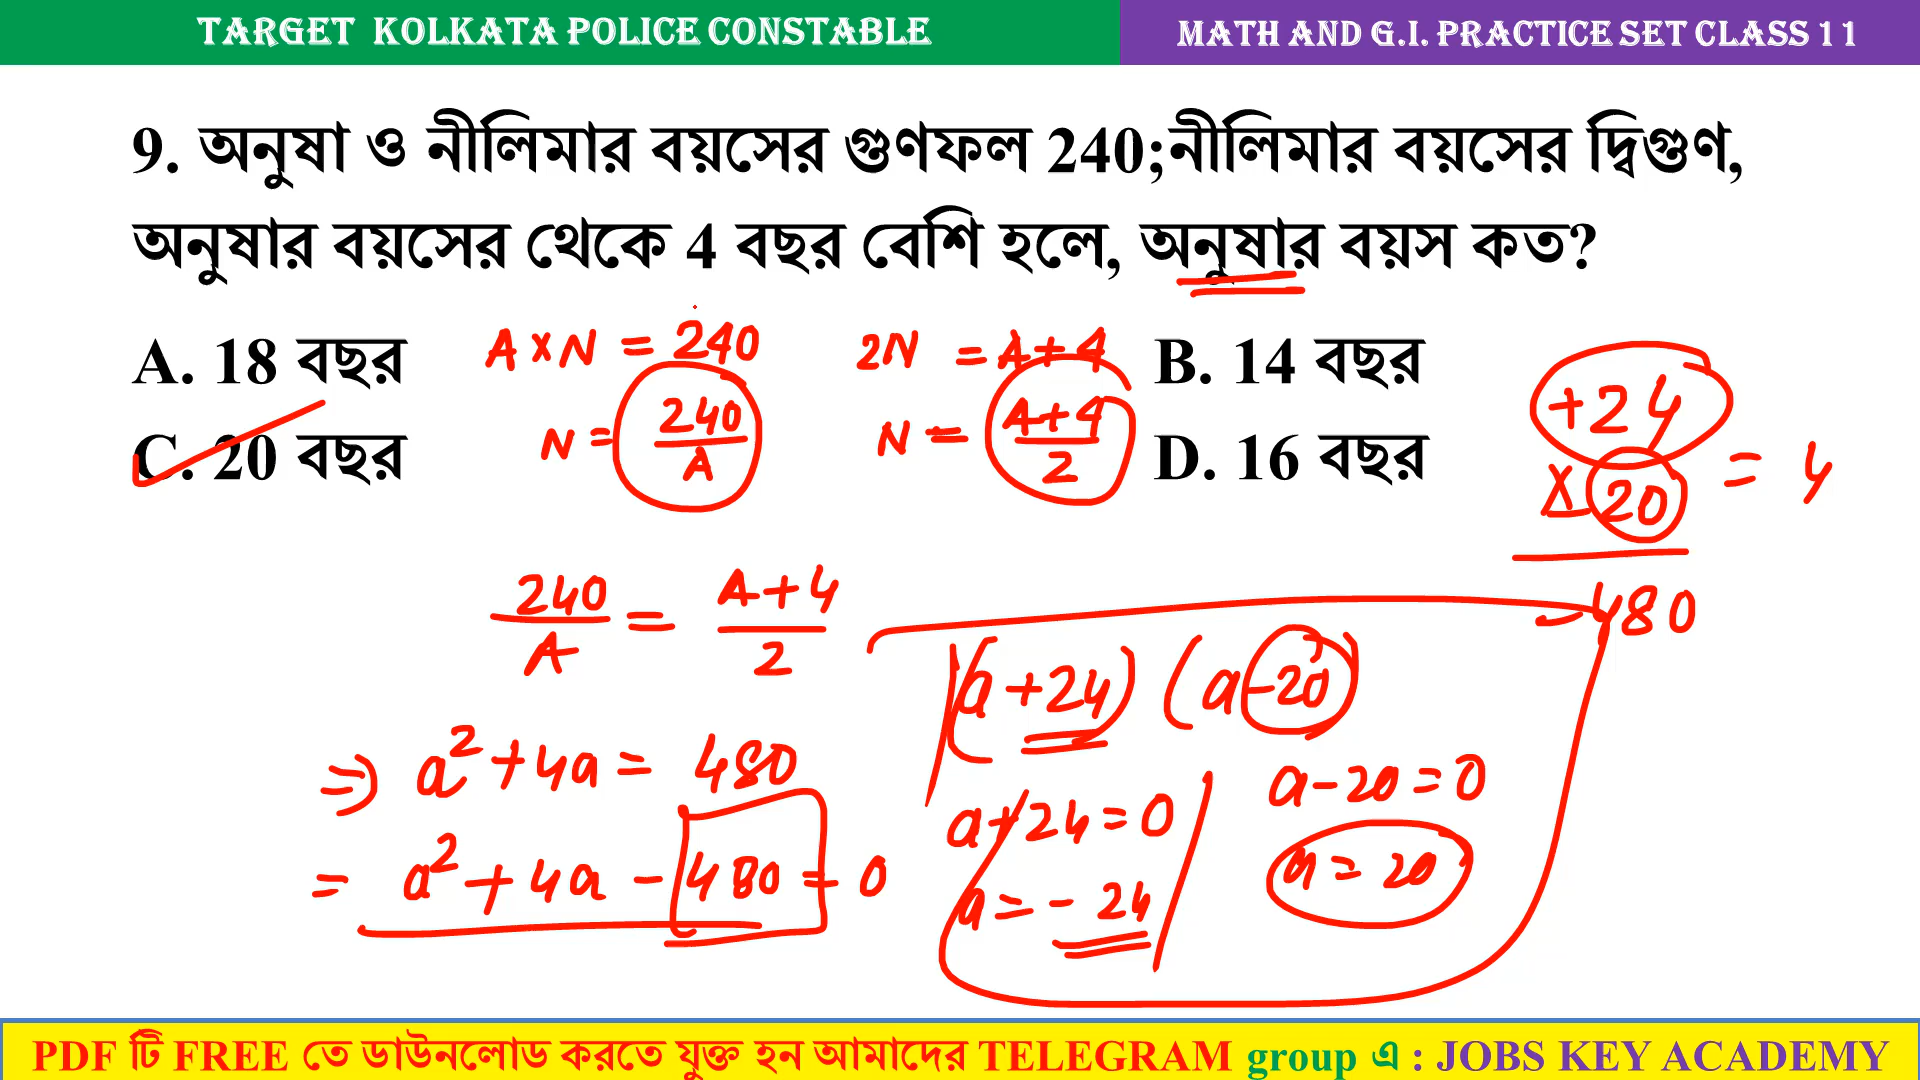 TARGET KOLKATA POLICE CONSTABLE
MATH AND G.I. PRACTICE SET CLASS 11
9. অনুষা ও নীলিমার বয়সের গুণফল 240;নীলিমার বয়সের দ্বিগুণ,
অনুষার বয়সের থেকে 4 বছর বেশি হলে, অনুষার বয়স কত?
A. 18 বছর
B. 14 বছর
C. 20 বছর
D. 16 বছর
A × N = 240
N = 240/A
2N = A+4
N = A+4/2
+24
× 20 = 4
-480
240/A = A+4/2
⇒ a² + 4a = 480
= a² + 4a - 480 = 0
(a +24) (a -20)
a+24=0
a = - 24
a-20=0
a = 20
PDF টি FREE তে ডাউনলোড করতে যুক্ত হন আমাদের TELEGRAM group এ : JOBS KEY ACADEMY